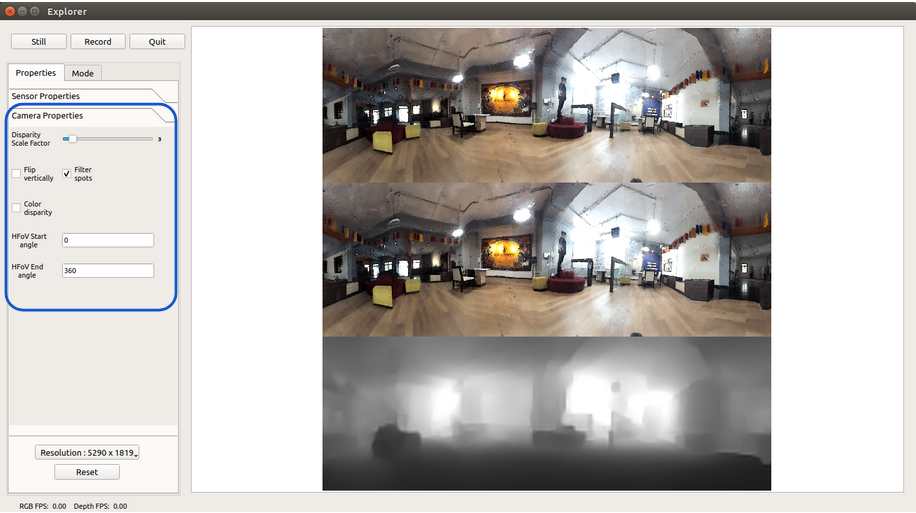 Explorer
Still Record Quit
Properties Mode
Sensor Properties
Camera Properties
Disparity
Scale Factor
3
Flip
vertically
Filter
spots
Color
disparity
HFoV Start
angle
0
HFoV End
angle
360
Resolution : 5290 x 1819
Reset
RGB FPS: 0.00 Depth FPS: 0.00